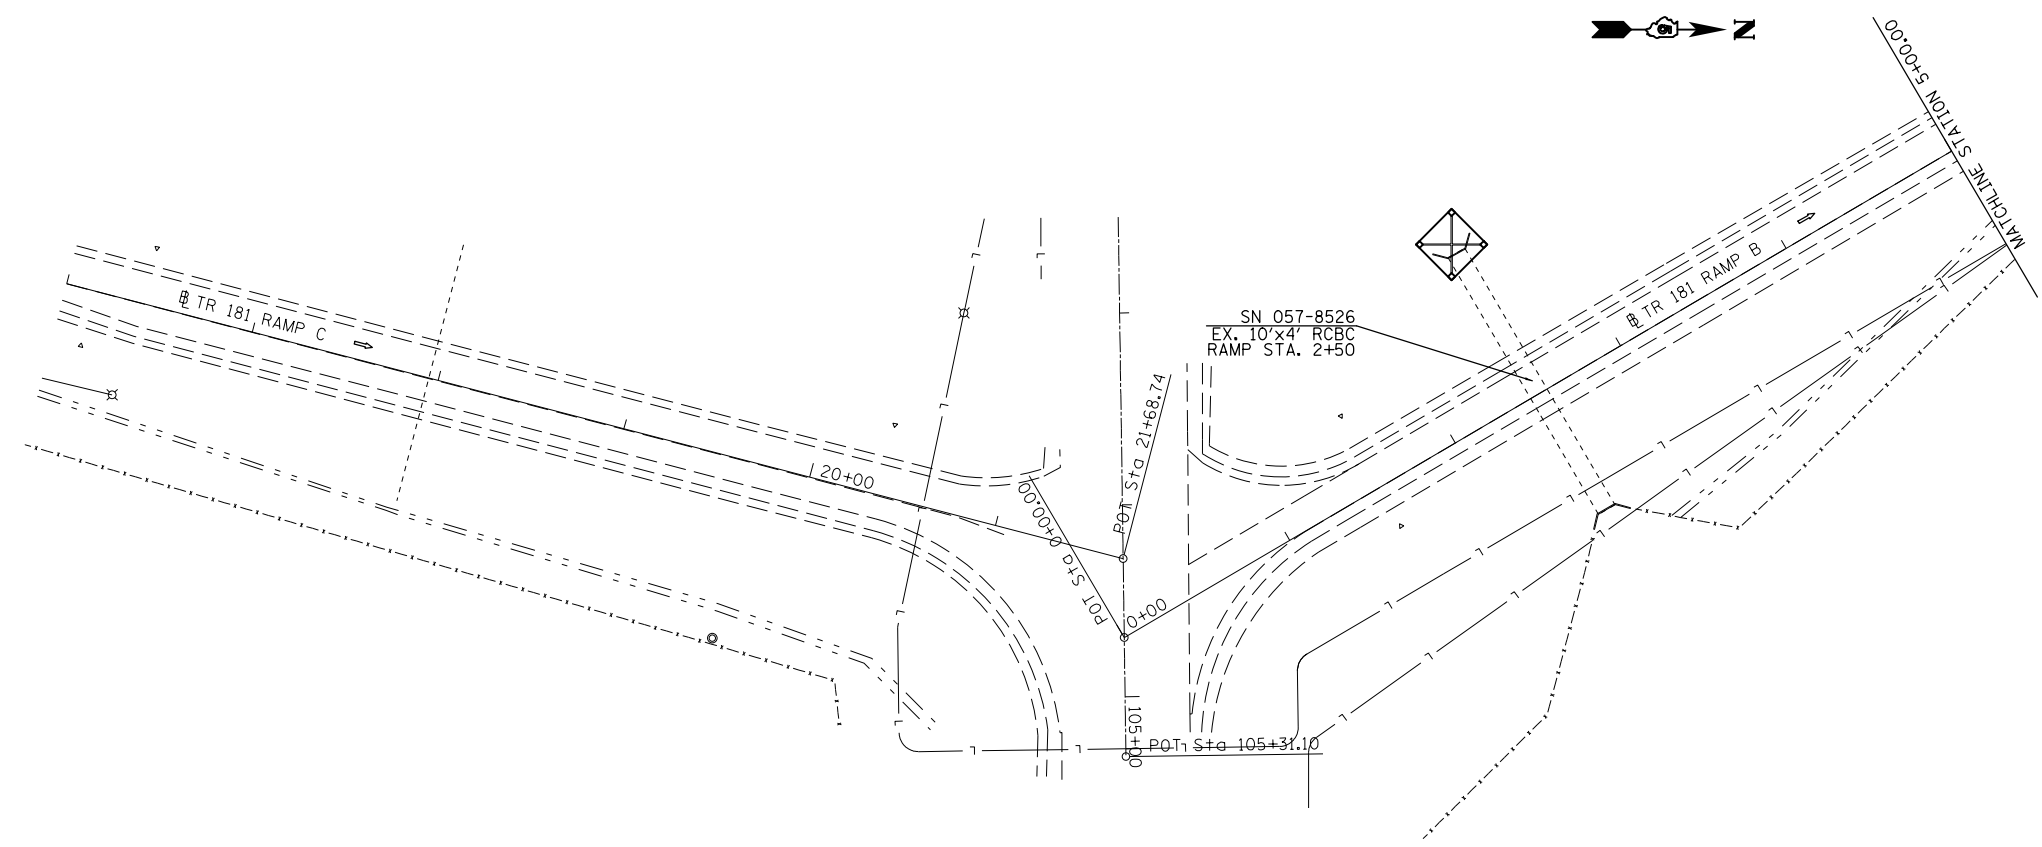 N
MATCHLINE STATION 5+00.00
℄ TR 181 RAMP B
℄ TR 181 RAMP C
SN 057-8526
EX. 10'x4' RCBC
RAMP STA. 2+50
POT Sta 21+68.74
20+00
POT Sta 0+00.00
0+00
105+00
POT Sta 105+31.10